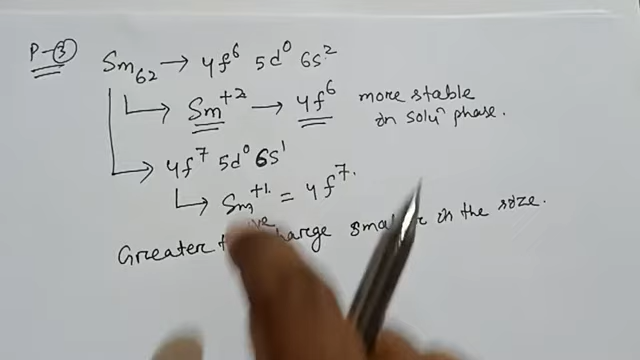 P-③
Sm₆₂ → 4f⁶ 5d⁰ 6s²
Sm⁺² → 4f⁶ more stable
in soluⁿ phase.
4f⁷ 5d⁰ 6s¹
Sm⁺¹ = 4f⁷.
Greater +ve charge in the size.